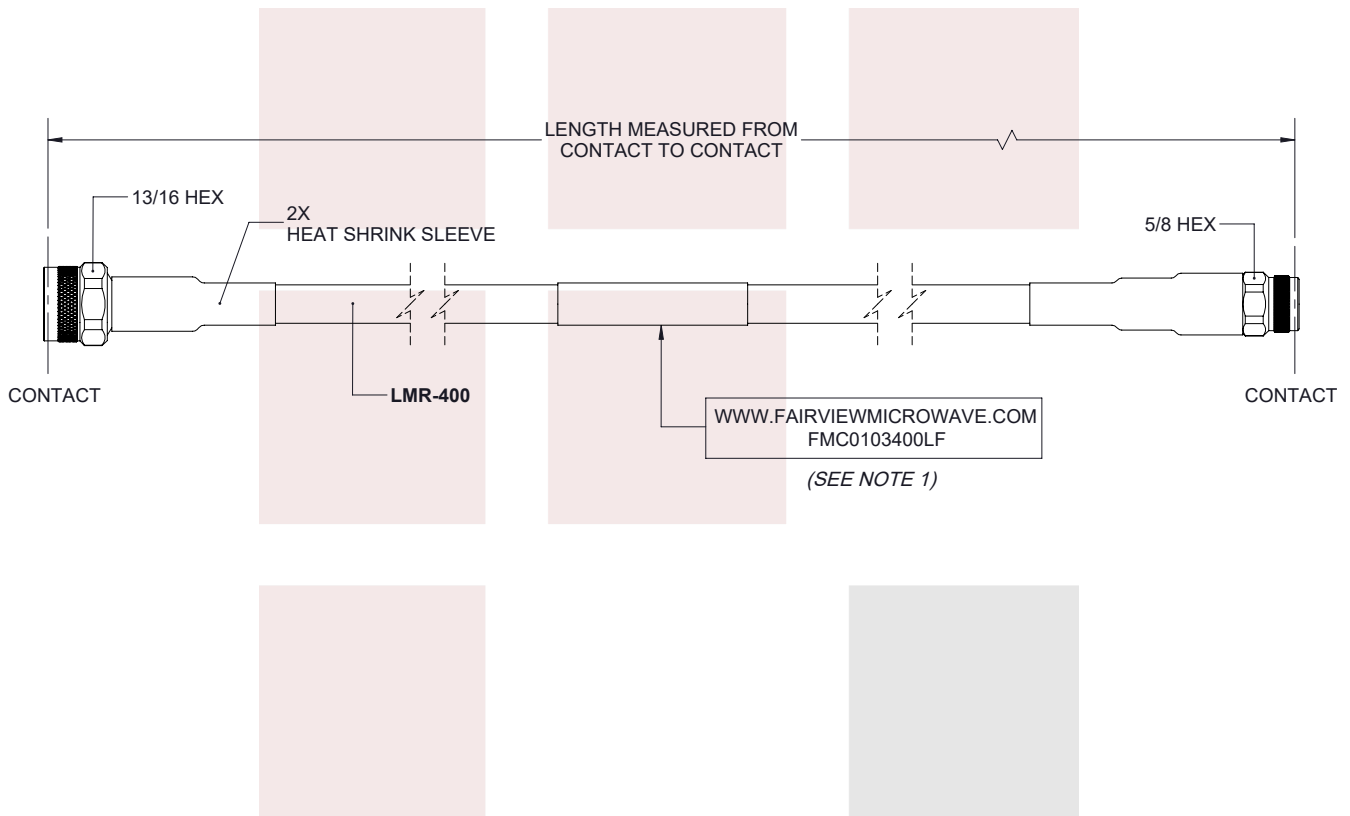 LENGTH MEASURED FROM
CONTACT TO CONTACT
13/16 HEX
2X
HEAT SHRINK SLEEVE
5/8 HEX
CONTACT
LMR-400
CONTACT
WWW.FAIRVIEWMICROWAVE.COM
FMC0103400LF
(SEE NOTE 1)